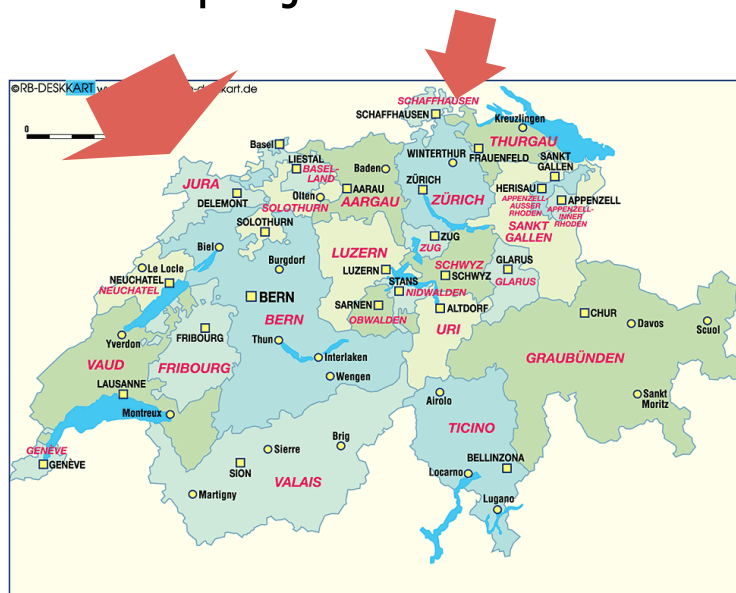 ©RB-DESKKART
kart.de
0
SCHAFFHAUSEN
SCHAFFHAUSEN
Kreuzlingen
THURGAU
Basel
WINTERTHUR
FRAUENFELD
LIESTAL
BASEL-
LAND
Baden
SANKT
GALLEN
JURA
ZÜRICH
HERISAU
DELEMONT
Olten
AARAU
AARGAU
ZÜRICH
APPENZELL-
AUSSER
RHODEN
APPENZELL
SOLOTHURN
APPENZELL-
INNER
RHODEN
SOLOTHURN
SANKT
GALLEN
Biel
ZUG
ZUG
LUZERN
Burgdorf
Le Locle
LUZERN
SCHWYZ
SCHWYZ
GLARUS
GLARUS
NEUCHATEL
NEUCHATEL
STANS
NIDWALDEN
BERN
SARNEN
OBWALDEN
ALTDORF
BERN
URI
CHUR
Davos
Scuol
FRIBOURG
Yverdon
Thun
Interlaken
GRAUBÜNDEN
VAUD
FRIBOURG
Wengen
LAUSANNE
Airolo
Sankt
Moritz
Montreux
TICINO
Brig
GENÈVE
GENÈVE
Sierre
BELLINZONA
SION
Locarno
VALAIS
Martigny
Lugano